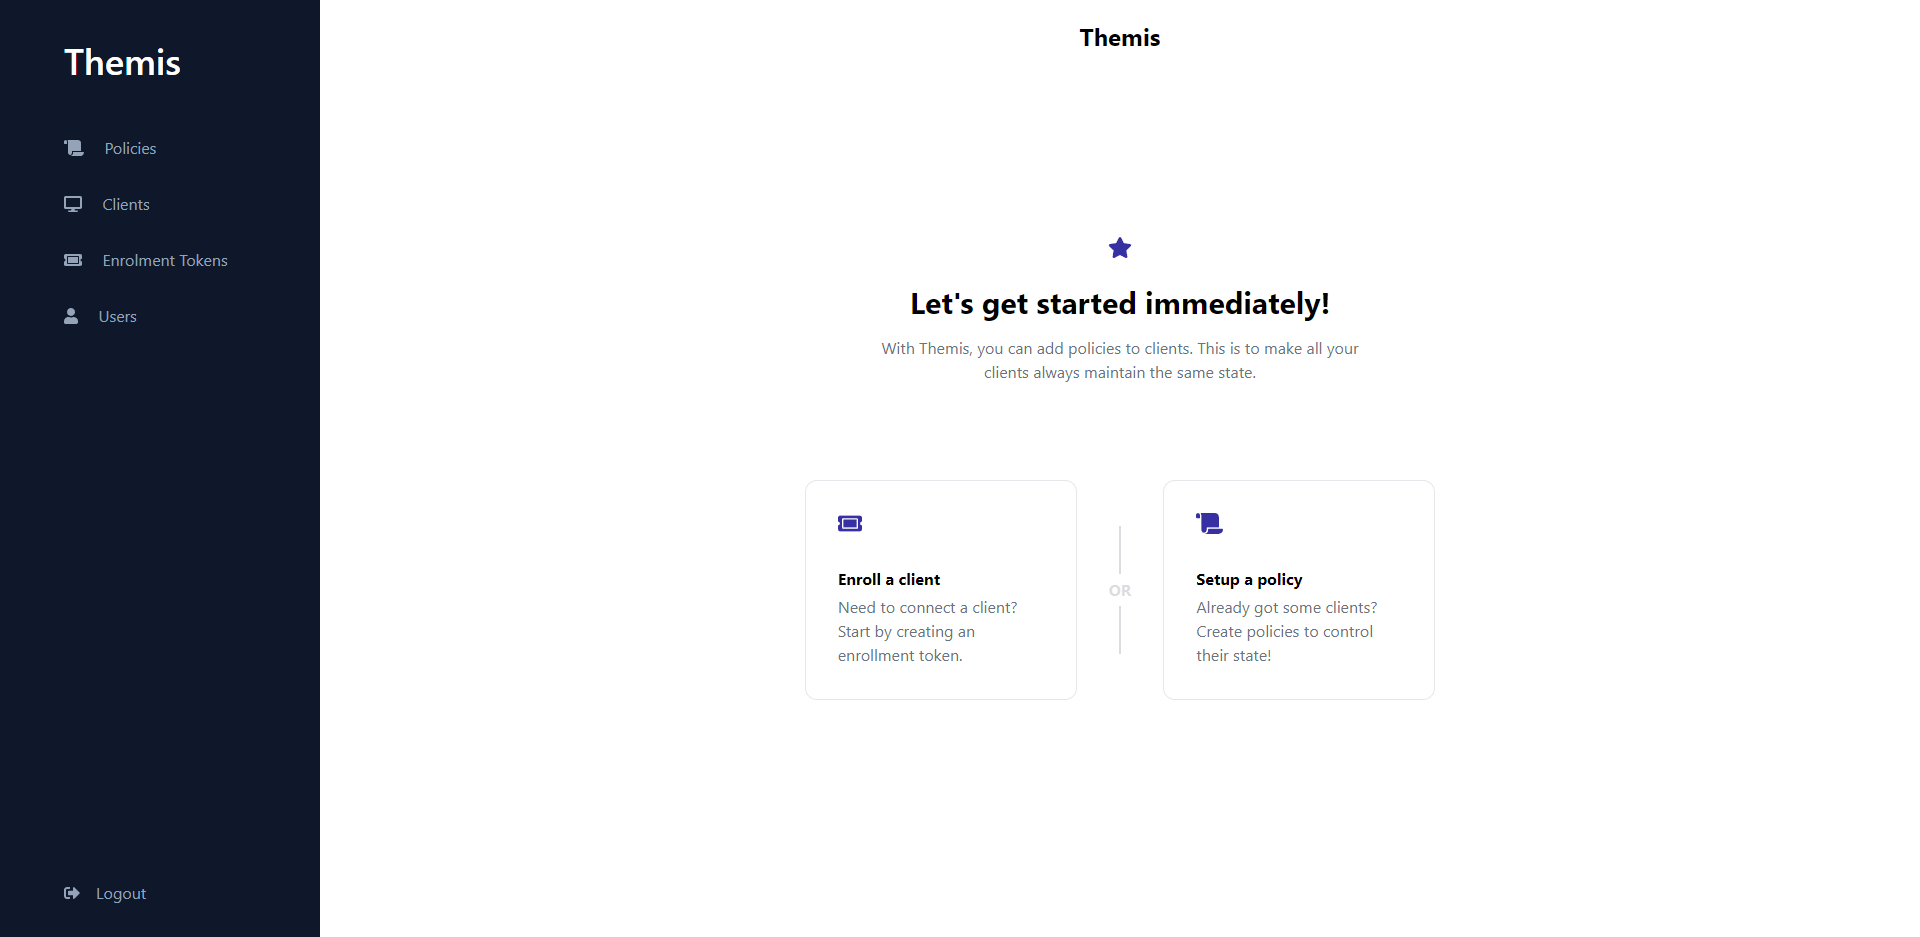 Themis
Policies
Clients
Enrolment Tokens
Users
Logout
Themis
Let's get started immediately!
With Themis, you can add policies to clients. This is to make all your
clients always maintain the same state.
Enroll a client
Need to connect a client?
Start by creating an
enrollment token.
OR
Setup a policy
Already got some clients?
Create policies to control
their state!